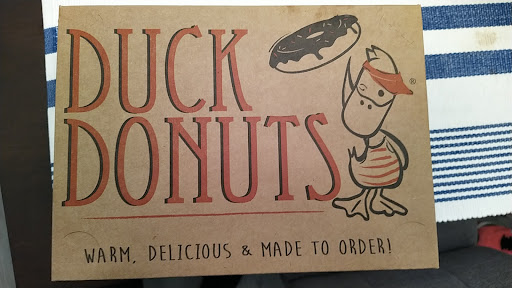 DUCK
DONUTS
®
WARM, DELICIOUS & MADE TO ORDER!